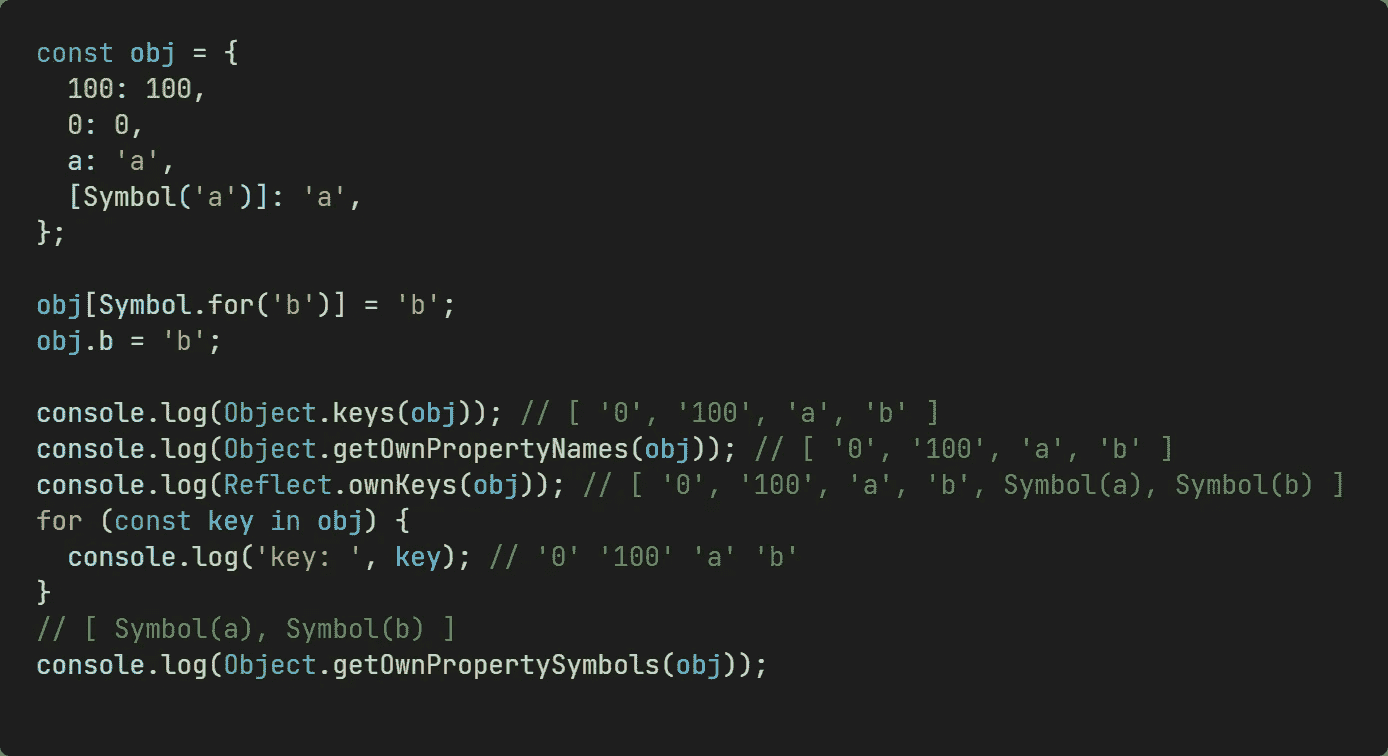 const obj = {
  100: 100,
  0: 0,
  a: 'a',
  [Symbol('a')]: 'a',
};
obj[Symbol.for('b')] = 'b';
obj.b = 'b';
console.log(Object.keys(obj)); // [ '0', '100', 'a', 'b' ]
console.log(Object.getOwnPropertyNames(obj)); // [ '0', '100', 'a', 'b' ]
console.log(Reflect.ownKeys(obj)); // [ '0', '100', 'a', 'b', Symbol(a), Symbol(b) ]
for (const key in obj) {
  console.log('key: ', key); // '0' '100' 'a' 'b'
}
// [ Symbol(a), Symbol(b) ]
console.log(Object.getOwnPropertySymbols(obj));